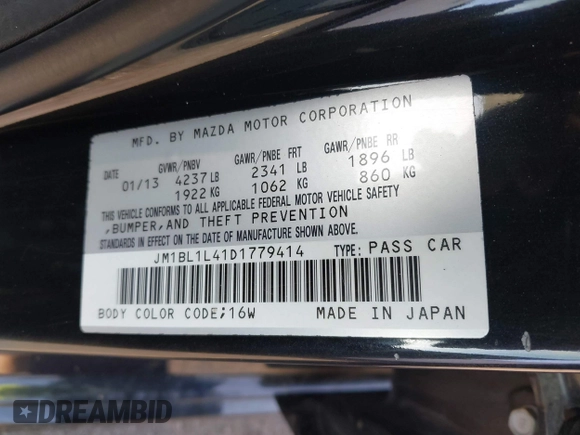 MFD. BY MAZDA MOTOR CORPORATION
DATE GVWR/PNBV GAWR/PNBE FRT GAWR/PNBE RR
01/13 4237 LB 2341 LB 1896 LB
1922 KG 1062 KG 860 KG
THIS VEHICLE CONFORMS TO ALL APPLICABLE FEDERAL MOTOR VEHICLE SAFETY
,BUMPER,AND THEFT PREVENTION
STANDARDS IN EFFECT ON THE DATE OF MANUFACTURE SHOWN ABOVE.
JM1BL1L41D1779414 TYPE: PASS CAR
BODY COLOR CODE;16W MADE IN JAPAN
DREAMBID